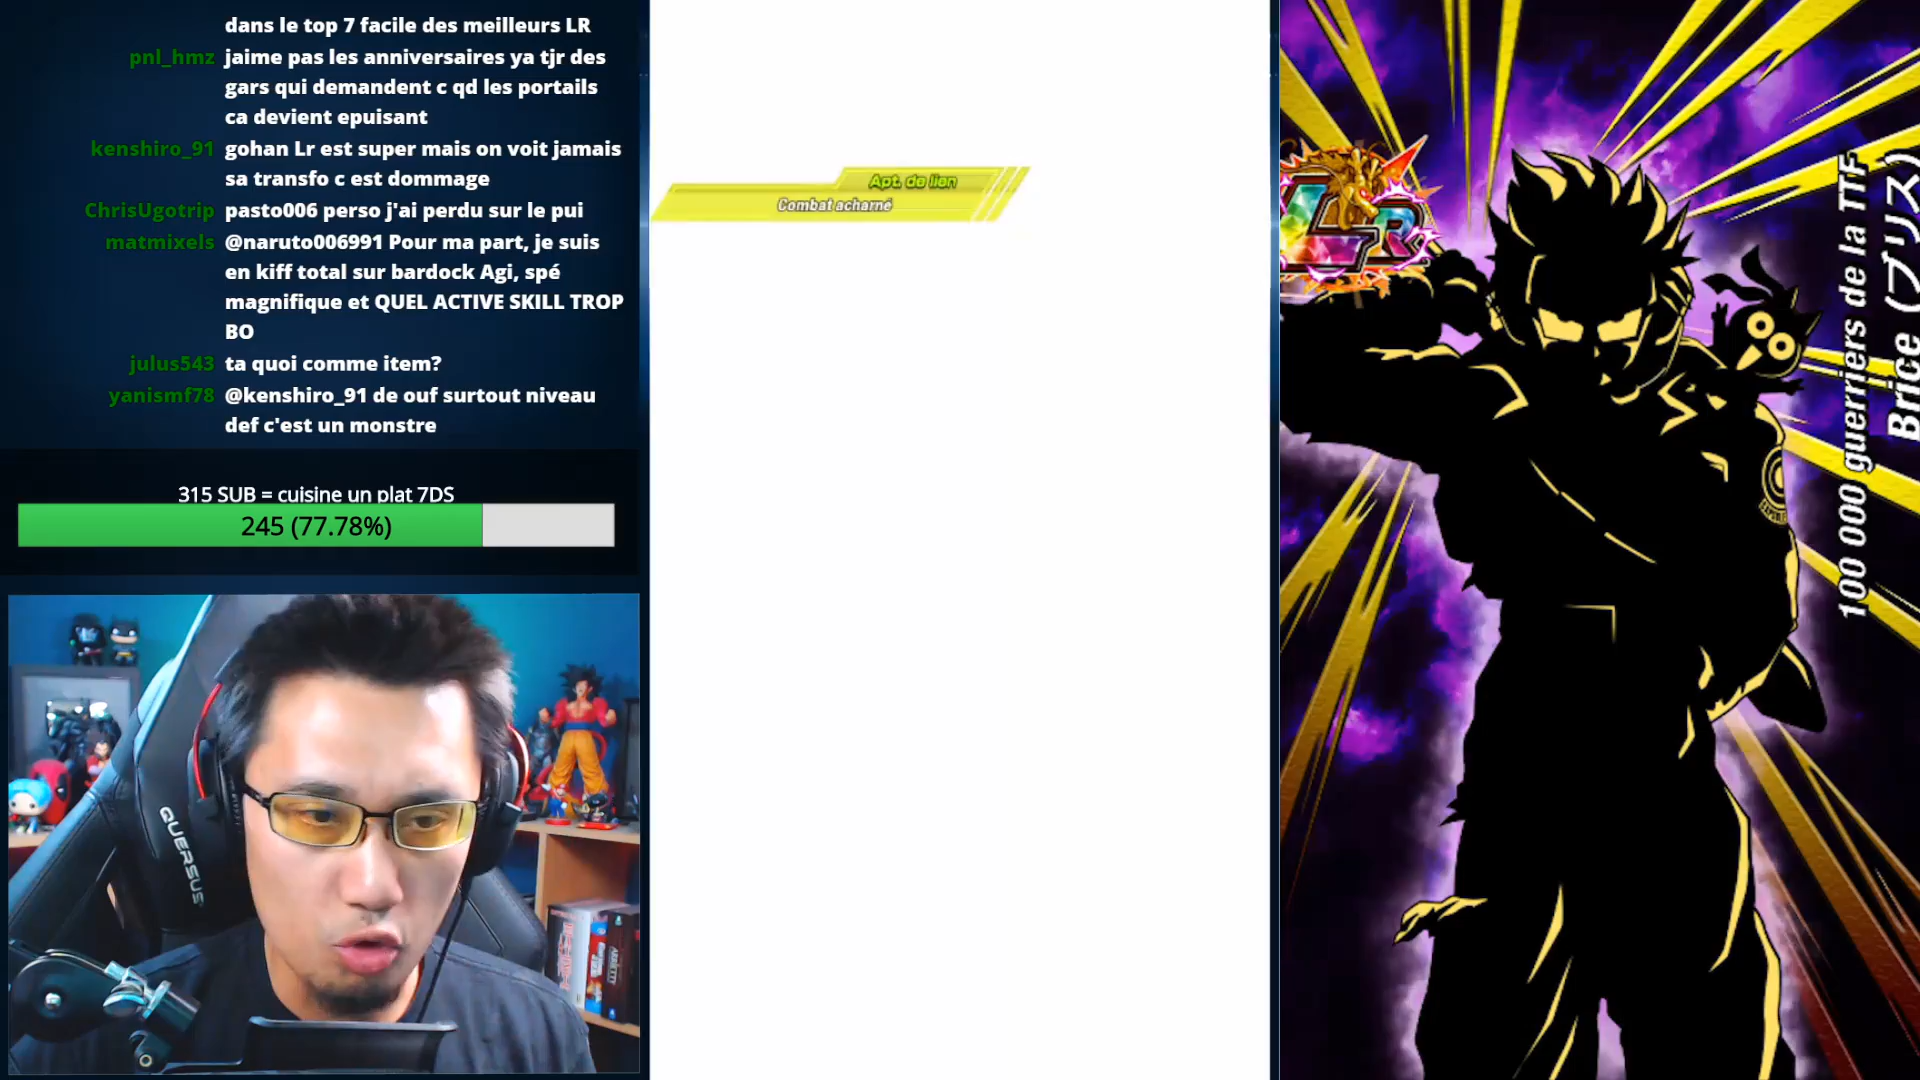 dans le top 7 facile des meilleurs LR
pnl_hmz jaime pas les anniversaires ya tjr des
gars qui demandent c qd les portails
ca devient epuisant
kenshiro_91 gohan Lr est super mais on voit jamais
sa transfo c est dommage
ChrisUgotrip pasto006 perso j'ai perdu sur le pui
matmixels @naruto006991 Pour ma part, je suis
en kiff total sur bardock Agi, spé
magnifique et QUEL ACTIVE SKILL TROP
BO
julus543 ta quoi comme item?
yanismf78 @kenshiro_91 de ouf surtout niveau
def c'est un monstre
315 SUB = cuisine un plat 7DS
245 (77.78%)
QUERSUS
Apt. de lien
Combat acharné
LR
100 000 guerriers de la TTF
Brice (ブリス)